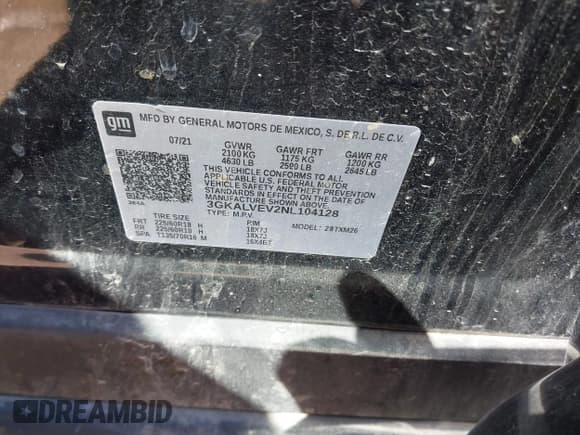 gm
MFD BY GENERAL MOTORS DE MEXICO, S. DE R.L. DE C.V.
07/21 GVWR GAWR FRT GAWR RR
2100 KG 1175 KG 1200 KG
4630 LB 2590 LB 2645 LB
THIS VEHICLE CONFORMS TO ALL
APPLICABLE U.S. FEDERAL MOTOR
VEHICLE SAFETY AND THEFT PREVENTION
STANDARDS IN EFFECT ON THE DATE OF
MANUFACTURE SHOWN ABOVE.
3GKALVEV2NL104128
TYPE: M.P.V. MODEL: 2BTXM26
TIRE SIZE RIM
FRT 225/60R18 H 18X7J
RR 225/60R18 H 18X7J
SPA T135/70R16 M 16X4BT
DREAMBID